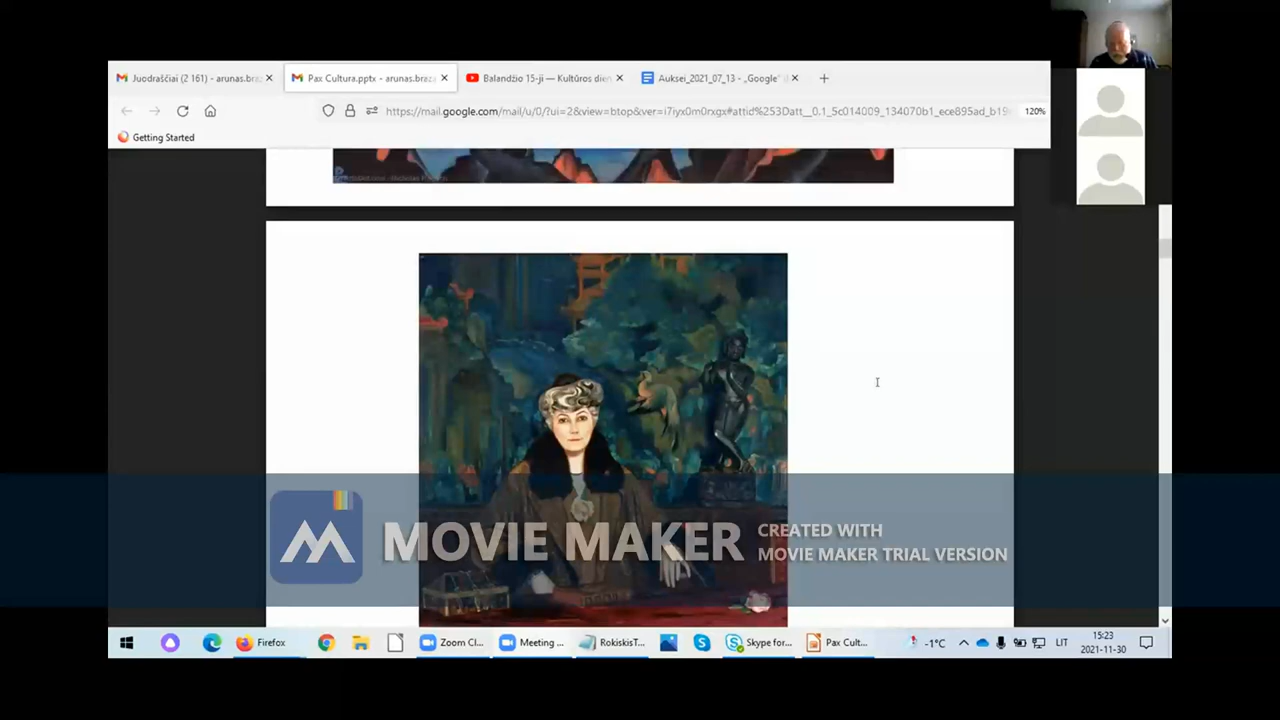 Juodraščiai (2 161) - arunas.braz
Pax Cultura.pptx - arunas.braza
Balandžio 15-ji — Kultūros dien
Auksei_2021_07_13 - „Google" d
https://mail.google.com/mail/u/0/?ui=2&view=btop&ver=i7iyx0m0rxgx#attid%253Datt__0.1_5c014009_134070b1_ece895ad_b19
120%
Getting Started
MOVIE MAKER
CREATED WITH
MOVIE MAKER TRIAL VERSION
Firefox
Zoom Cl...
Meeting ...
RokiskisT...
Skype for...
Pax Cult...
-1°C
LIT
15:23
2021-11-30